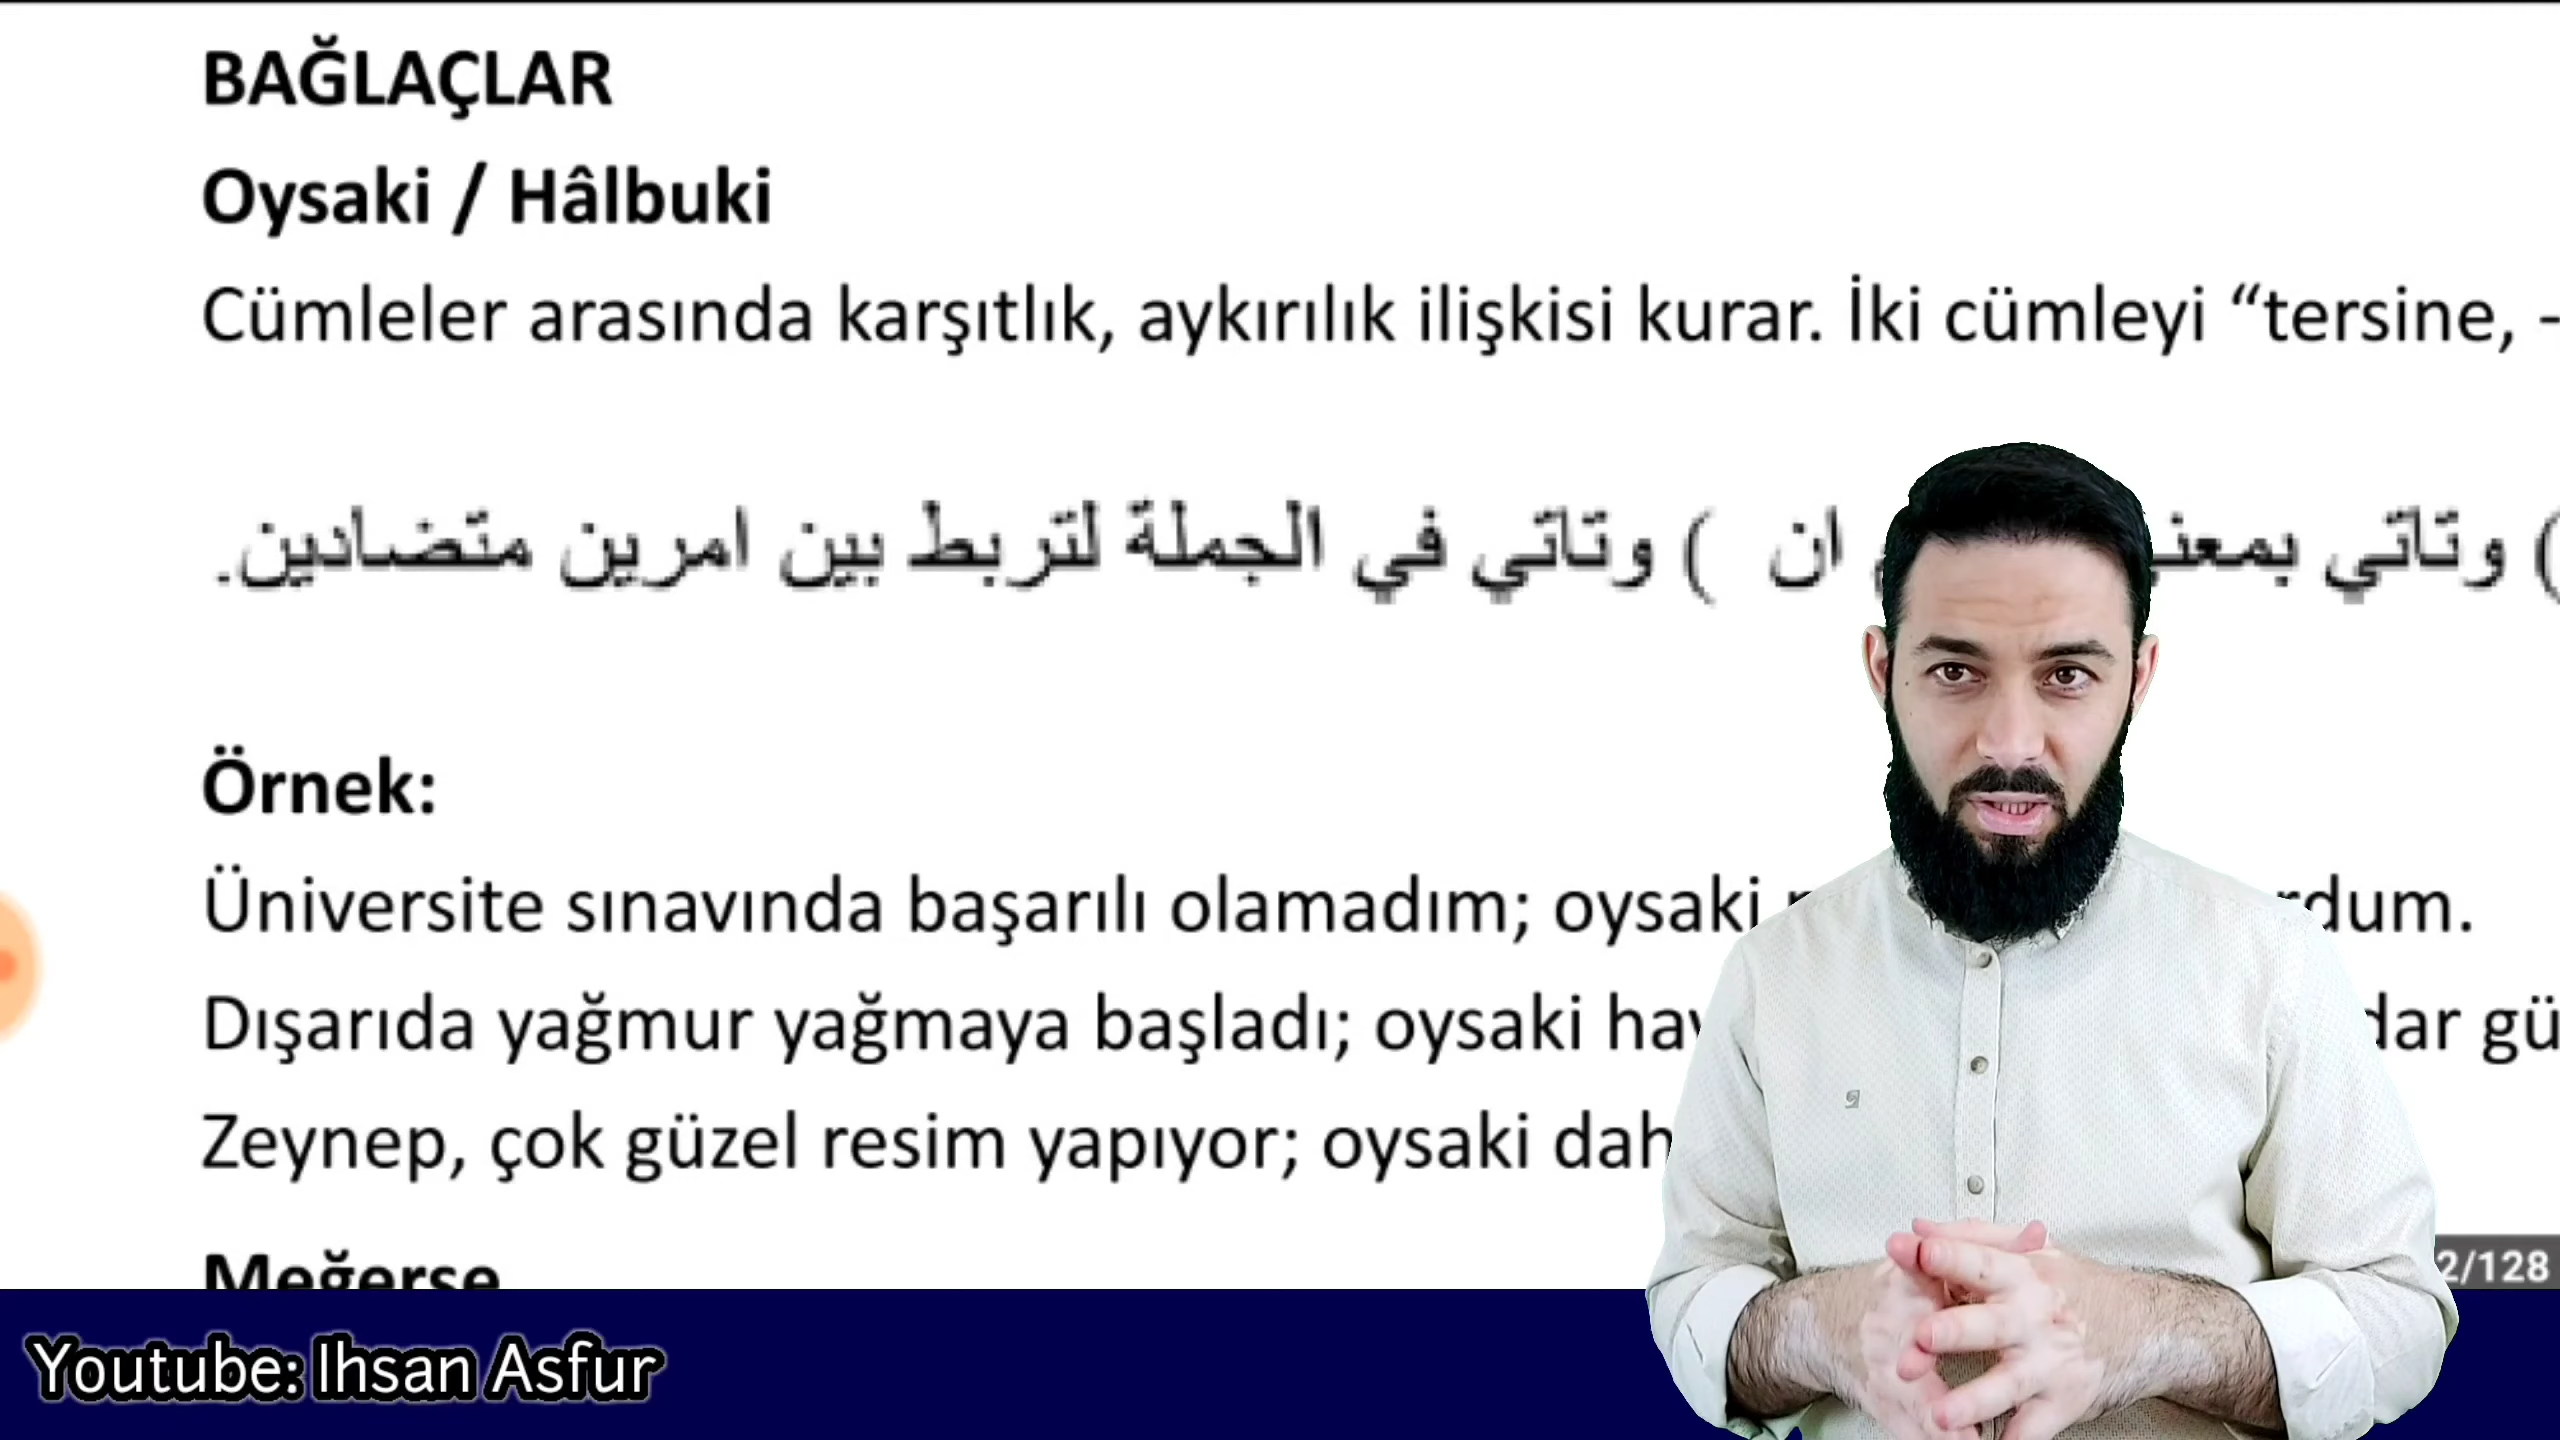 BAĞLAÇLAR
Oysaki / Hâlbuki
Cümleler arasında karşıtlık, aykırılık ilişkisi kurar. İki cümleyi “tersine, -
) وتاتي بمعنى ان ) وتاتي في الجملة لتربط بين امرين متضادين.
Örnek:
Üniversite sınavında başarılı olamadım; oysaki rdum.
Dışarıda yağmur yağmaya başladı; oysaki hav dar gü
Zeynep, çok güzel resim yapıyor; oysaki dah
Meğerse
2/128
Youtube: Ihsan Asfur